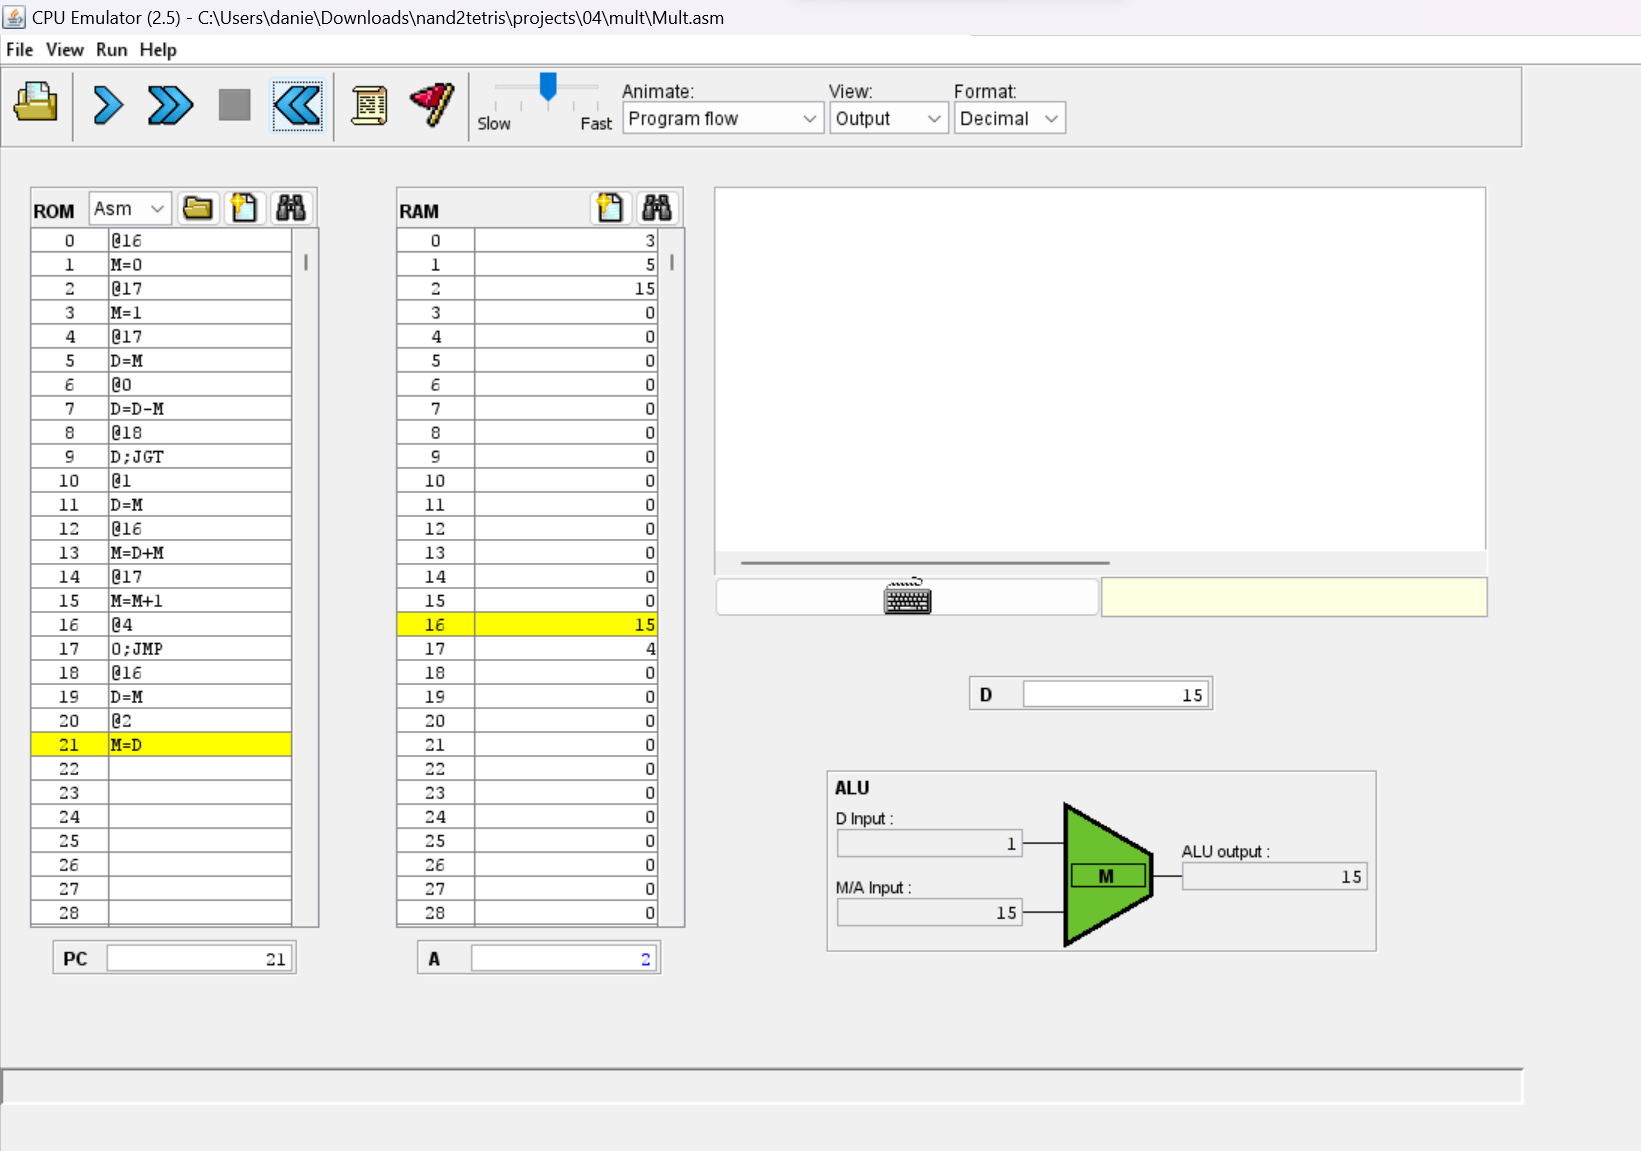 CPU Emulator (2.5) - C:\Users\danie\Downloads\nand2tetris\projects\04\mult\Mult.asm
File View Run Help
Slow Fast
Animate: View: Format:
Program flow Output Decimal
ROM Asm
0 @16
1 M=0
2 @17
3 M=1
4 @17
5 D=M
6 @0
7 D=D-M
8 @18
9 D;JGT
10 @1
11 D=M
12 @16
13 M=D+M
14 @17
15 M=M+1
16 @4
17 0;JMP
18 @16
19 D=M
20 @2
21 M=D
22
23
24
25
26
27
28
PC 21
RAM
0 3
1 5
2 15
3 0
4 0
5 0
6 0
7 0
8 0
9 0
10 0
11 0
12 0
13 0
14 0
15 0
16 15
17 4
18 0
19 0
20 0
21 0
22 0
23 0
24 0
25 0
26 0
27 0
28 0
A 2
D 15
ALU
D Input :
1
M/A Input :
15
M
ALU output :
15